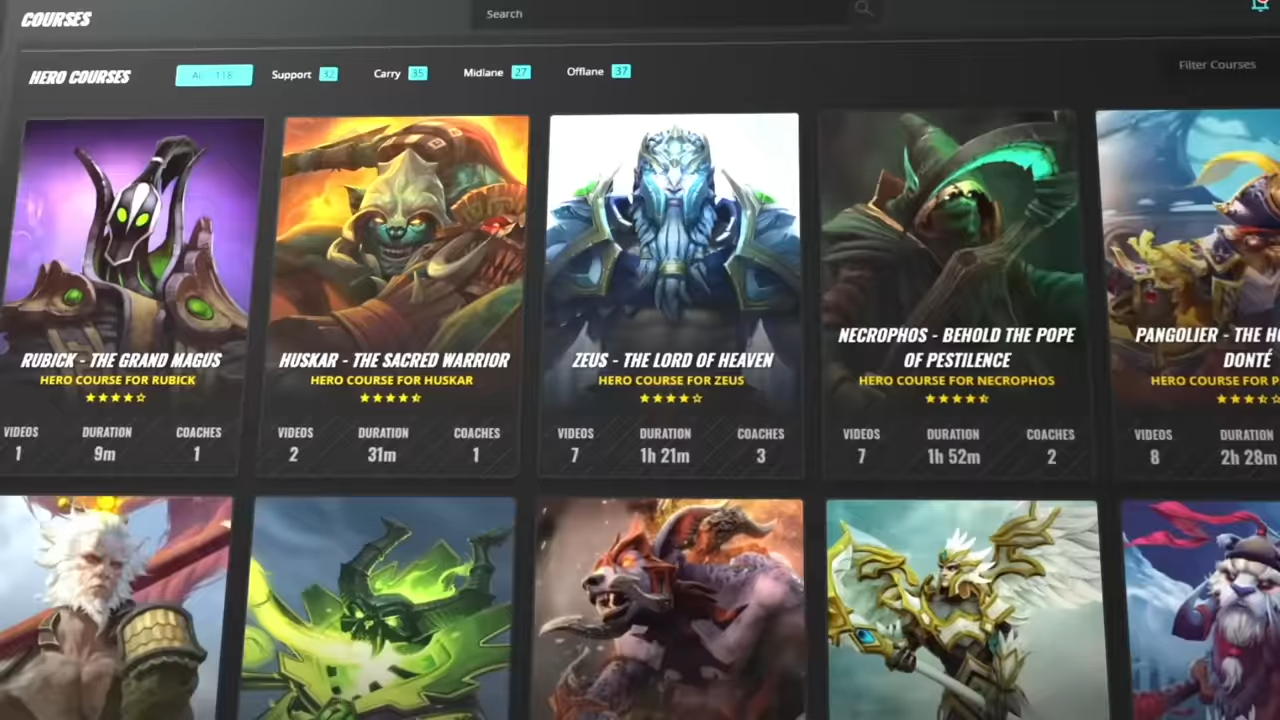 COURSES
Search
HERO COURSES
All 118
Support 32
Carry 35
Midlane 27
Offlane 37
Filter Courses
RUBICK - THE GRAND MAGUS
HERO COURSE FOR RUBICK
VIDEOS DURATION COACHES
1 9m 1
HUSKAR - THE SACRED WARRIOR
HERO COURSE FOR HUSKAR
VIDEOS DURATION COACHES
2 31m 1
ZEUS - THE LORD OF HEAVEN
HERO COURSE FOR ZEUS
VIDEOS DURATION COACHES
7 1h 21m 3
NECROPHOS - BEHOLD THE POPE
OF PESTILENCE
HERO COURSE FOR NECROPHOS
VIDEOS DURATION COACHES
7 1h 52m 2
PANGOLIER - THE
DONTÉ
HERO COURSE FOR
VIDEOS DURATION
8 2h 28m